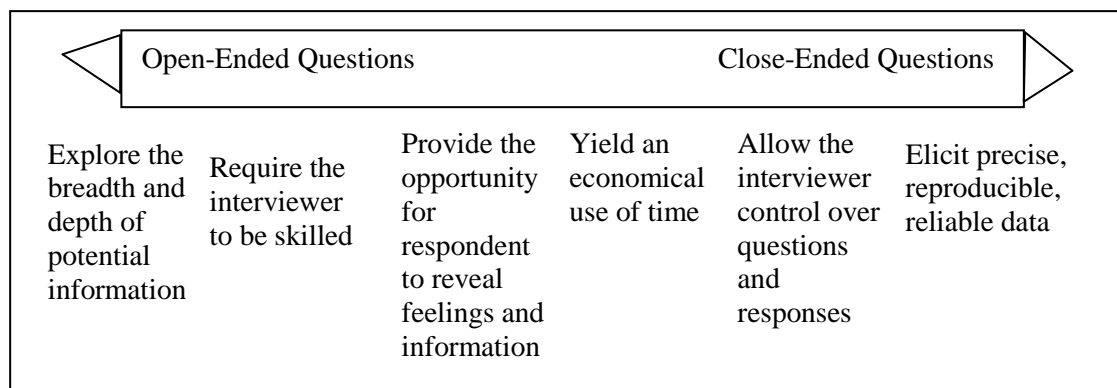 Open-Ended Questions
Close-Ended Questions
Explore the
breadth and
depth of
potential
information
Require the
interviewer
to be skilled
Provide the
opportunity
for
respondent
to reveal
feelings and
information
Yield an
economical
use of time
Allow the
interviewer
control over
questions
and
responses
Elicit precise,
reproducible,
reliable data